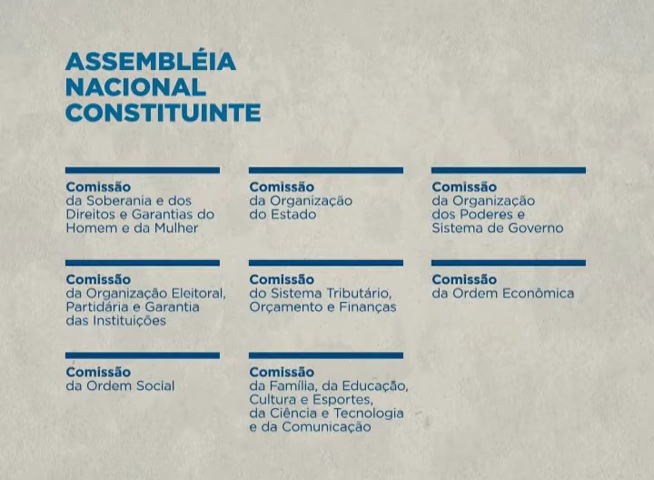 ASSEMBLÉIA
NACIONAL
CONSTITUINTE
Comissão
da Soberania e dos
Direitos e Garantias do
Homem e da Mulher
Comissão
da Organização
do Estado
Comissão
da Organização
dos Poderes e
Sistema de Governo
Comissão
da Organização Eleitoral,
Partidária e Garantia
das Instituições
Comissão
do Sistema Tributário,
Orçamento e Finanças
Comissão
da Ordem Econômica
Comissão
da Ordem Social
Comissão
da Família, da Educação,
Cultura e Esportes,
da Ciência e Tecnologia
e da Comunicação